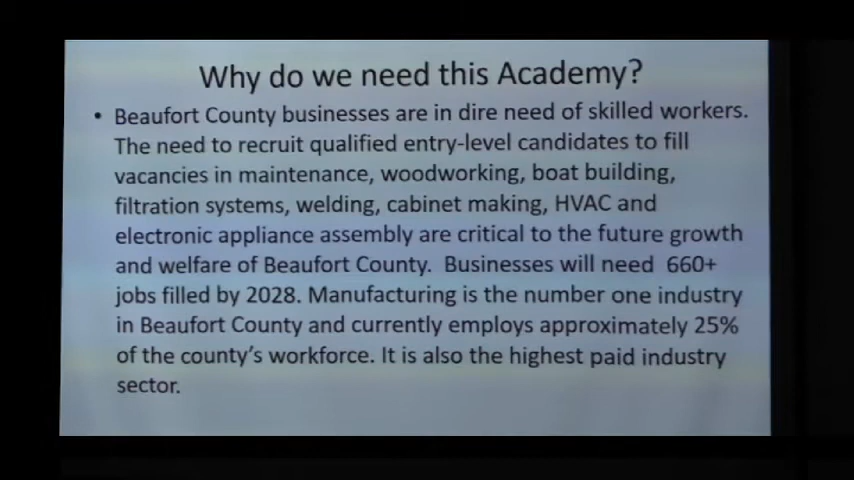 Why do we need this Academy?
• Beaufort County businesses are in dire need of skilled workers.
The need to recruit qualified entry-level candidates to fill
vacancies in maintenance, woodworking, boat building,
filtration systems, welding, cabinet making, HVAC and
electronic appliance assembly are critical to the future growth
and welfare of Beaufort County.  Businesses will need  660+
jobs filled by 2028. Manufacturing is the number one industry
in Beaufort County and currently employs approximately 25%
of the county’s workforce. It is also the highest paid industry
sector.